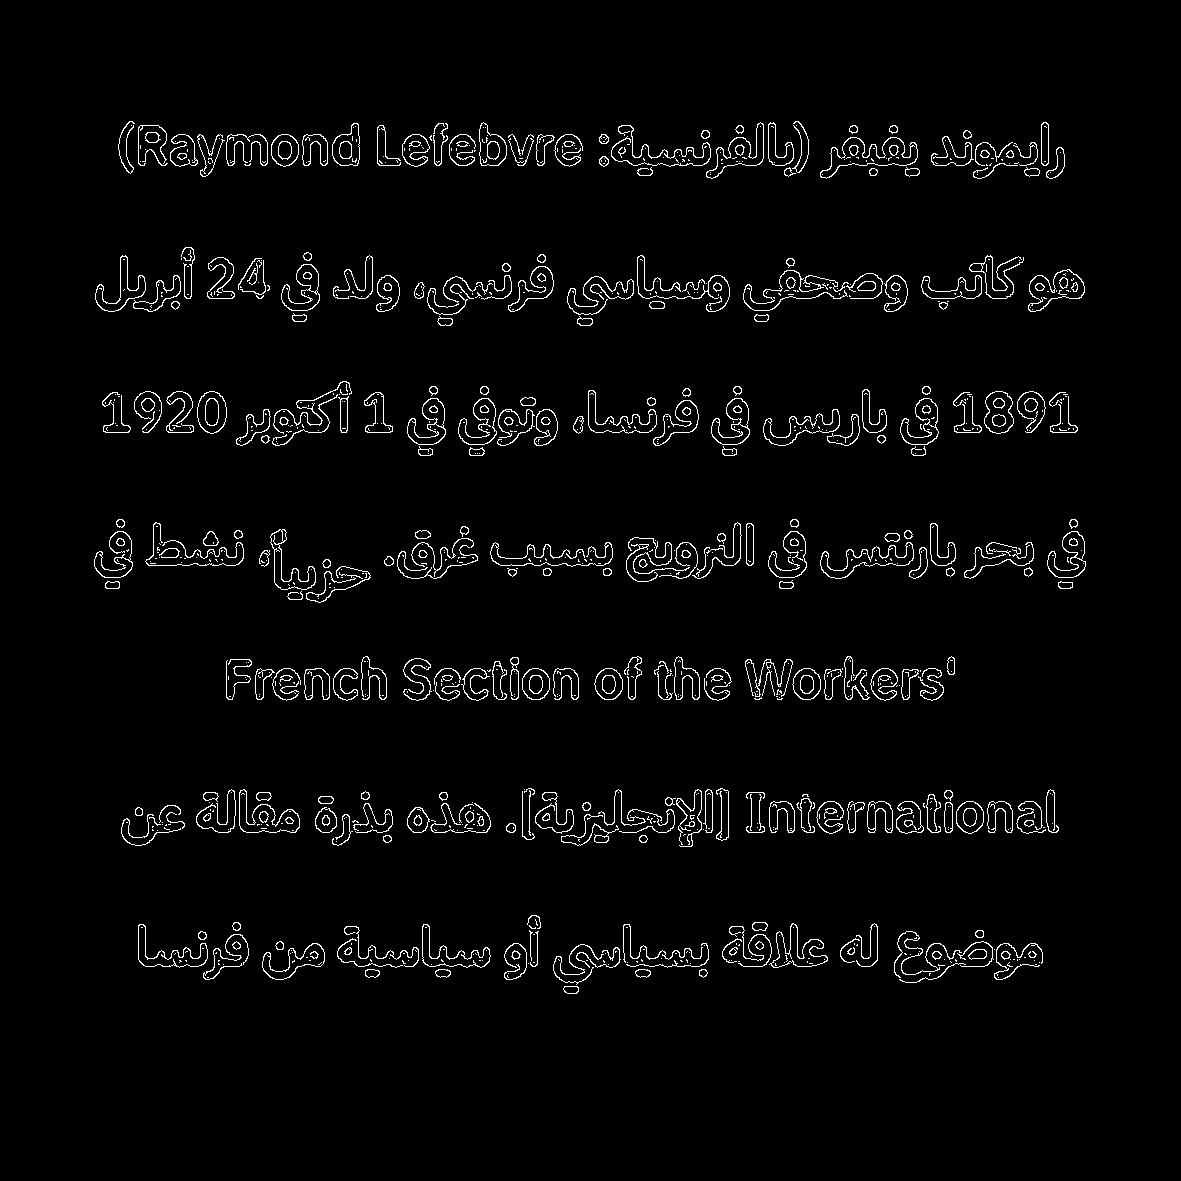 رايموند يفبفر (بالفرنسية: Raymond Lefebvre)
هو كاتب وصحفي وسياسي فرنسي، ولد في 24 أبريل
1891 في باريس في فرنسا، وتوفي في 1 أكتوبر 1920
في بحر بارنتس في النرويج بسبب غرق. حزبياً، نشط في
French Section of the Workers'
International [الإنجليزية]. هذه بذرة مقالة عن
موضوع له علاقة بسياسي أو سياسية من فرنسا